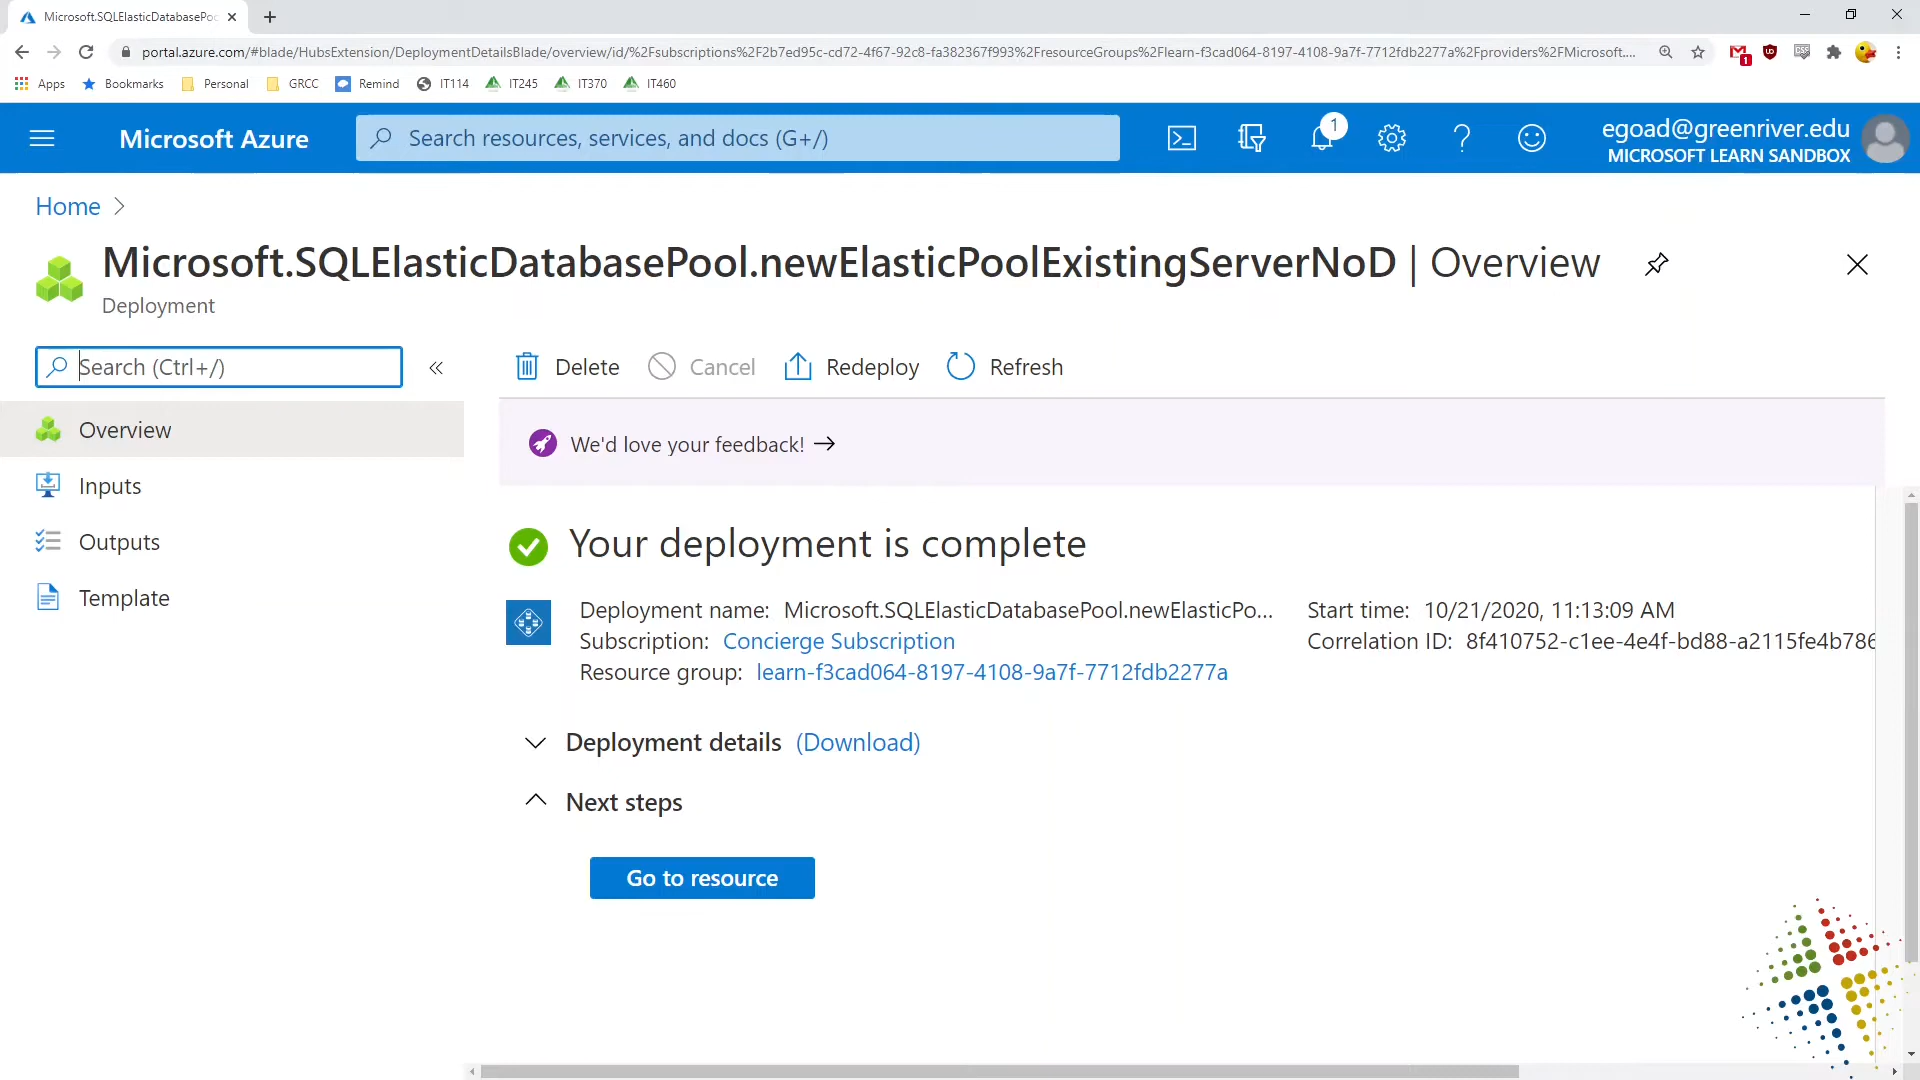 Microsoft.SQLElasticDatabasePoo
portal.azure.com/#blade/HubsExtension/DeploymentDetailsBlade/overview/id/%2Fsubscriptions%2F2b7ed95c-cd72-4f67-92c8-fa382367f993%2FresourceGroups%2Flearn-f3cad064-8197-4108-9a7f-7712fdb2277a%2Fproviders%2FMicrosoft....
1
Apps Bookmarks Personal GRCC Remind IT114 IT245 IT370 IT460
Microsoft Azure
Search resources, services, and docs (G+/)
1
egoad@greenriver.edu
MICROSOFT LEARN SANDBOX
Home
Microsoft.SQLElasticDatabasePool.newElasticPoolExistingServerNoD | Overview
Deployment
Search (Ctrl+/)
«
Delete Cancel Redeploy Refresh
Overview
Inputs
Outputs
Template
We'd love your feedback! →
Your deployment is complete
Deployment name: Microsoft.SQLElasticDatabasePool.newElasticPo...
Subscription: Concierge Subscription
Resource group: learn-f3cad064-8197-4108-9a7f-7712fdb2277a
Start time: 10/21/2020, 11:13:09 AM
Correlation ID: 8f410752-c1ee-4e4f-bd88-a2115fe4b786
Deployment details (Download)
Next steps
Go to resource